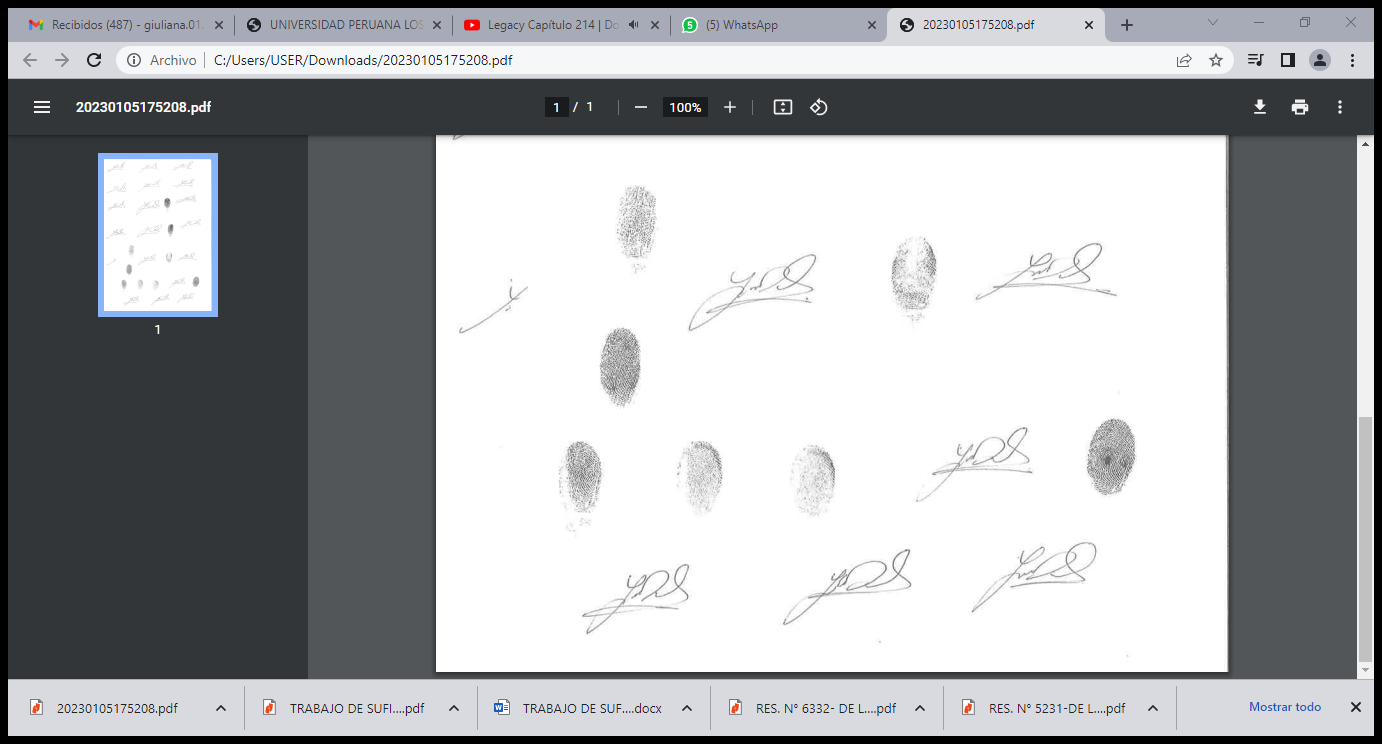 Recibidos (487) - giuliana.01. UNIVERSIDAD PERUANA LOS Legacy Capítulo 214 | Do (5) WhatsApp 20230105175208.pdf
Archivo C:/Users/USER/Downloads/20230105175208.pdf
20230105175208.pdf 1 / 1 100%
1
20230105175208.pdf TRABAJO DE SUFI....pdf TRABAJO DE SUF....docx RES. N° 6332- DE L....pdf RES. N° 5231-DE L....pdf Mostrar todo